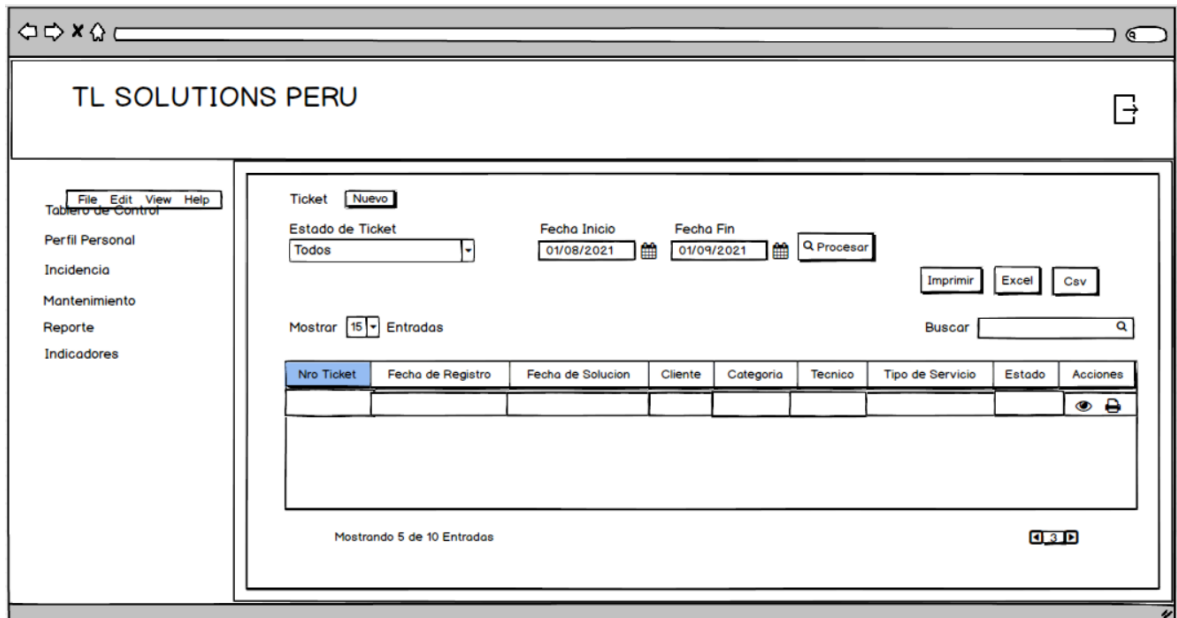 TL SOLUTIONS PERU
File Edit View Help
Tablero de Control
Perfil Personal
Incidencia
Mantenimiento
Reporte
Indicadores
Ticket Nuevo
Estado de Ticket Fecha Inicio Fecha Fin
Todos 01/08/2021 01/09/2021 Procesar
Imprimir Excel Csv
Mostrar 15 Entradas Buscar
Nro Ticket Fecha de Registro Fecha de Solucion Cliente Categoria Tecnico Tipo de Servicio Estado Acciones
Mostrando 5 de 10 Entradas 3